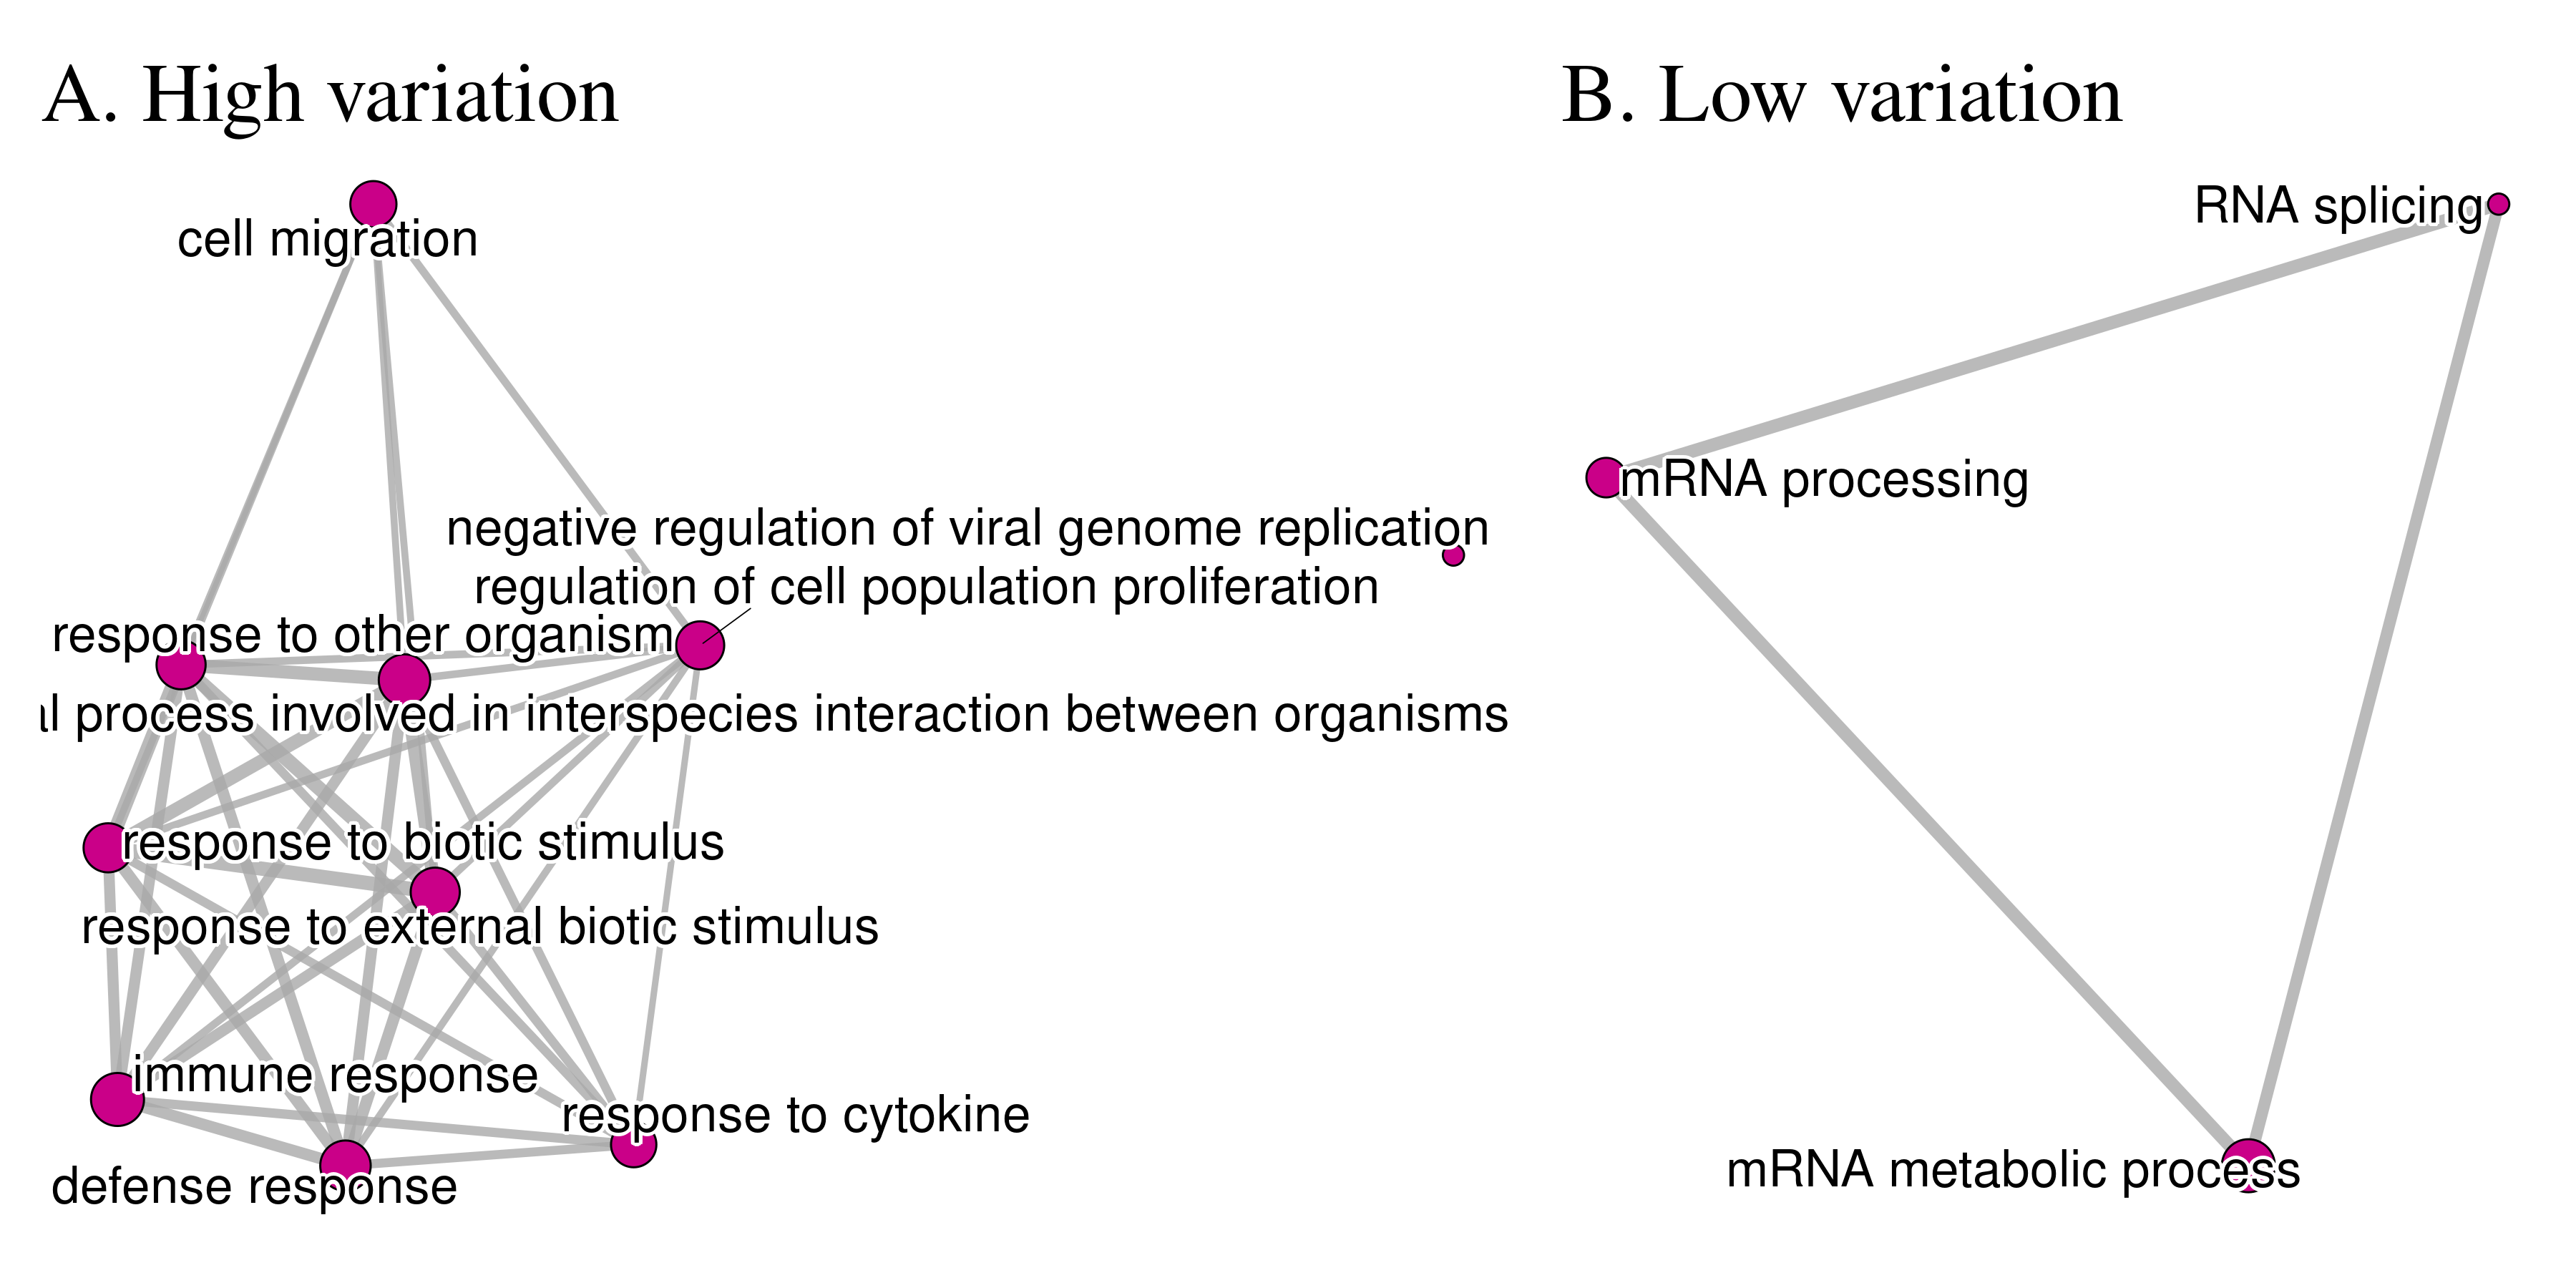 A. High variation
B. Low variation
cell migration
RNA splicing
mRNA processing
negative regulation of viral genome replication
regulation of cell population proliferation
response to other organism
process involved in interspecies interaction between organisms
response to biotic stimulus
response to external biotic stimulus
immune response
response to cytokine
defense response
mRNA metabolic process